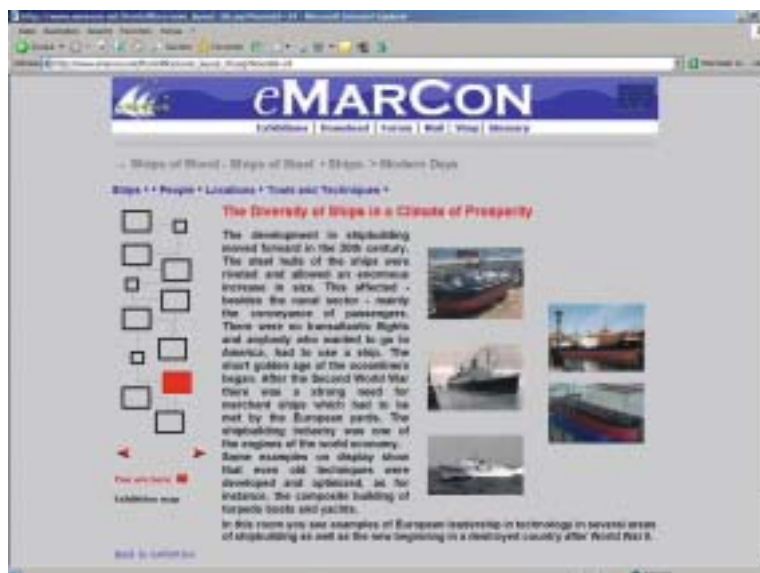 eMARCON
Exhibitions | Download | Forum | Mail | Shop | Glossary
Ships of Wood - Ships of Steel > Ships > Modern Days
Ships People Locations Tools and Techniques
The Diversity of Ships in a Climate of Prosperity
The development in shipbuilding
moved forward in the 20th century.
The steel hulls of the ships were
riveted and allowed an enormous
increase in size. This affected -
besides the naval sector - mainly
the conveyance of passengers.
There were no transatlantic flights
and anybody who wanted to go to
America, had to use a ship. The
short golden age of the oceanliners
began. After the Second World War
there was a strong need for
merchant ships which had to be
met by the European yards. The
shipbuilding industry was one of
the engines of the world economy.
Some examples on display show
that even old techniques were
developed and optimized, as for
instance, the composite building of
torpedo boats and yachts.
In this room you see examples of European leadership in technology in several areas
of shipbuilding as well as the new beginning in a destroyed country after World War II.
You are here
Exhibition map
Back to